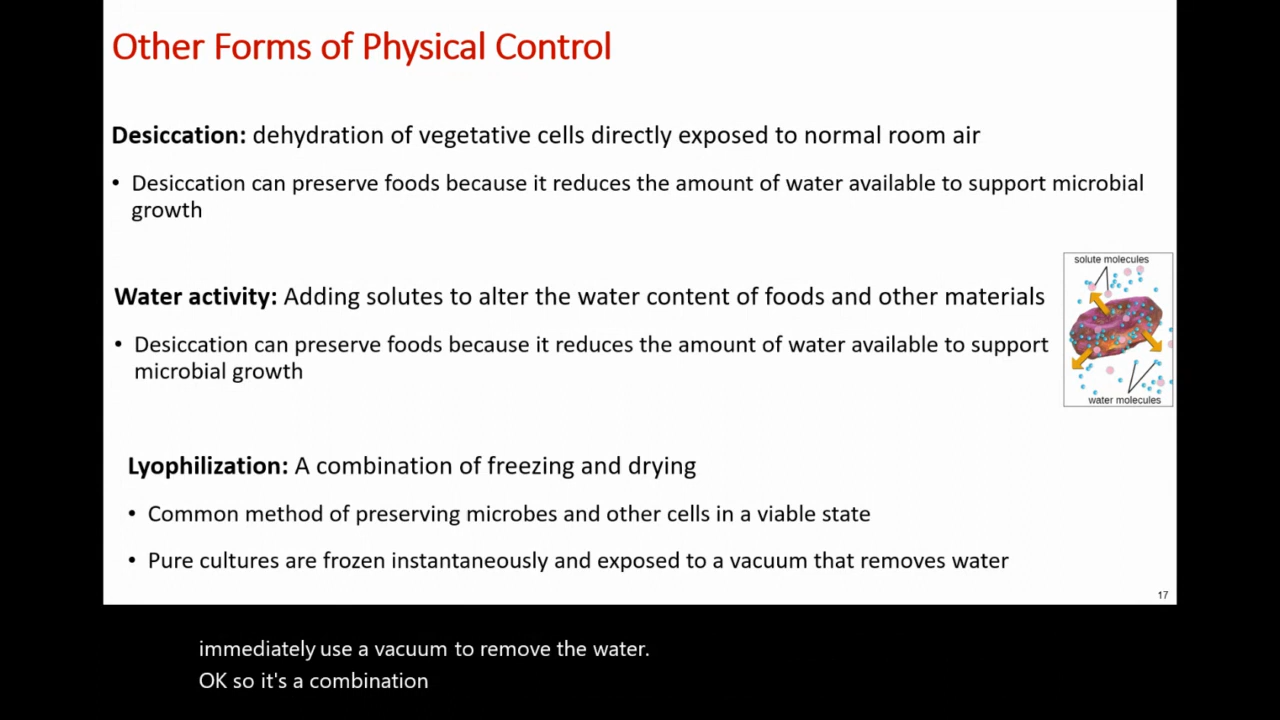 Other Forms of Physical Control
Desiccation: dehydration of vegetative cells directly exposed to normal room air
• Desiccation can preserve foods because it reduces the amount of water available to support microbial
growth
Water activity: Adding solutes to alter the water content of foods and other materials
• Desiccation can preserve foods because it reduces the amount of water available to support
microbial growth
solute molecules
water molecules
Lyophilization: A combination of freezing and drying
• Common method of preserving microbes and other cells in a viable state
• Pure cultures are frozen instantaneously and exposed to a vacuum that removes water
17
immediately use a vacuum to remove the water.
OK so it's a combination